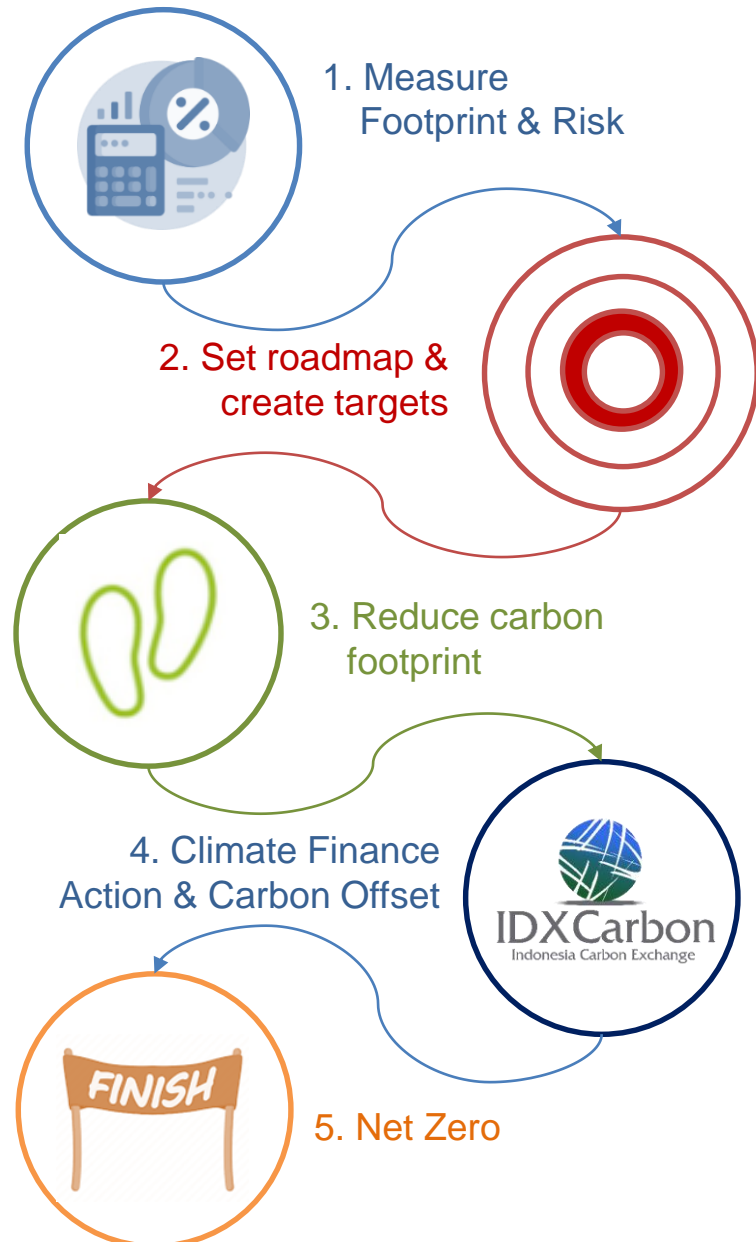 1. Measure
Footprint & Risk
%
2. Set roadmap &
create targets
3. Reduce carbon
footprint
4. Climate Finance
Action & Carbon Offset
IDXCarbon
Indonesia Carbon Exchange
FINISH
5. Net Zero